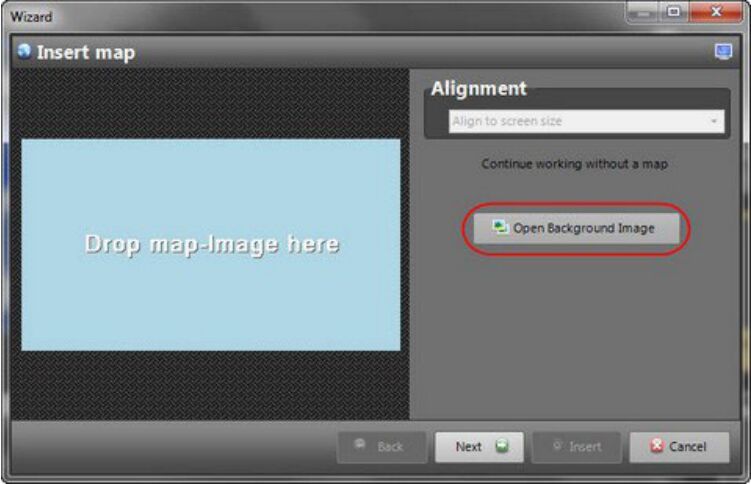 Wizard
Insert map
Alignment
Align to screen size
Continue working without a map
Open Background Image
Drop map-Image here
Back
Next
Insert
Cancel